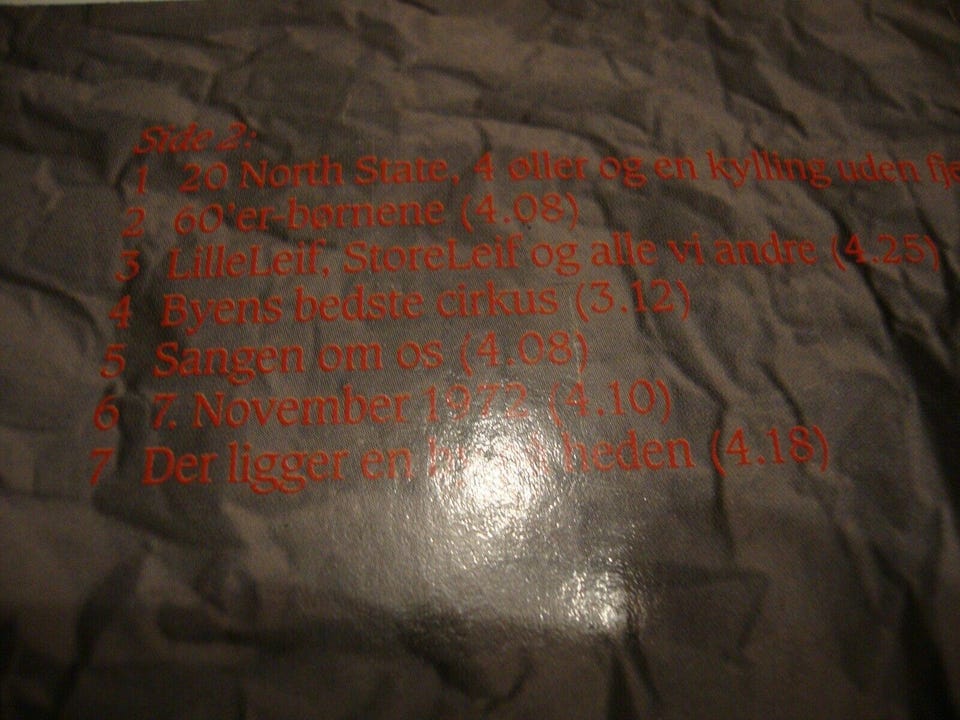 Side 2:
1 20 North State, 4 øller og en kylling uden fje
2 60'er-børnene (4.08)
3 LilleLeif, StoreLeif og alle vi andre (4.25)
4 Byens bedste cirkus (3.12)
5 Sangen om os (4.08)
6 7. November 1972 (4.10)
7 Der ligger en heden (4.18)